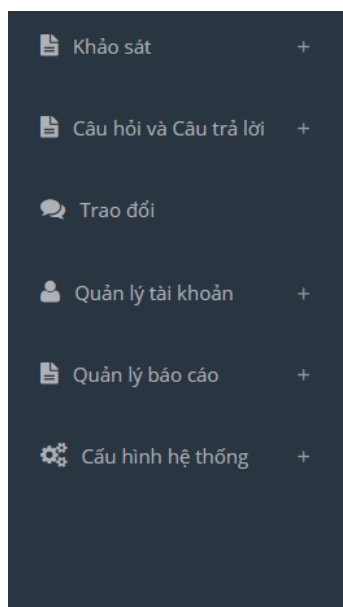 Khảo sát +
Câu hỏi và Câu trả lời +
Trao đổi
Quản lý tài khoản +
Quản lý báo cáo +
Cấu hình hệ thống +